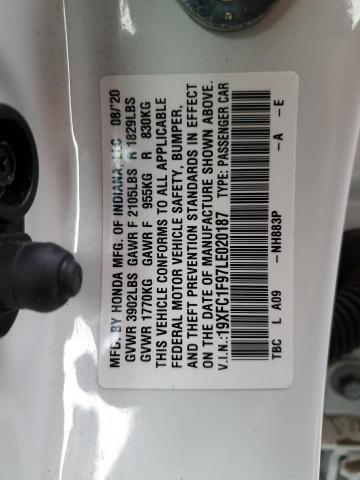 MFD. BY HONDA MFG. OF INDIANA, LLC 08/'20
GVWR 3902LBS GAWR F 2105LBS R 1829LBS
GVWR 1770KG GAWR F 955KG R 830KG
THIS VEHICLE CONFORMS TO ALL APPLICABLE
FEDERAL MOTOR VEHICLE SAFETY, BUMPER,
AND THEFT PREVENTION STANDARDS IN EFFECT
ON THE DATE OF MANUFACTURE SHOWN ABOVE.
V.I.N.:19XFC1F97LE020187 TYPE: PASSENGER CAR
TBC L A09 -NH883P -A -E